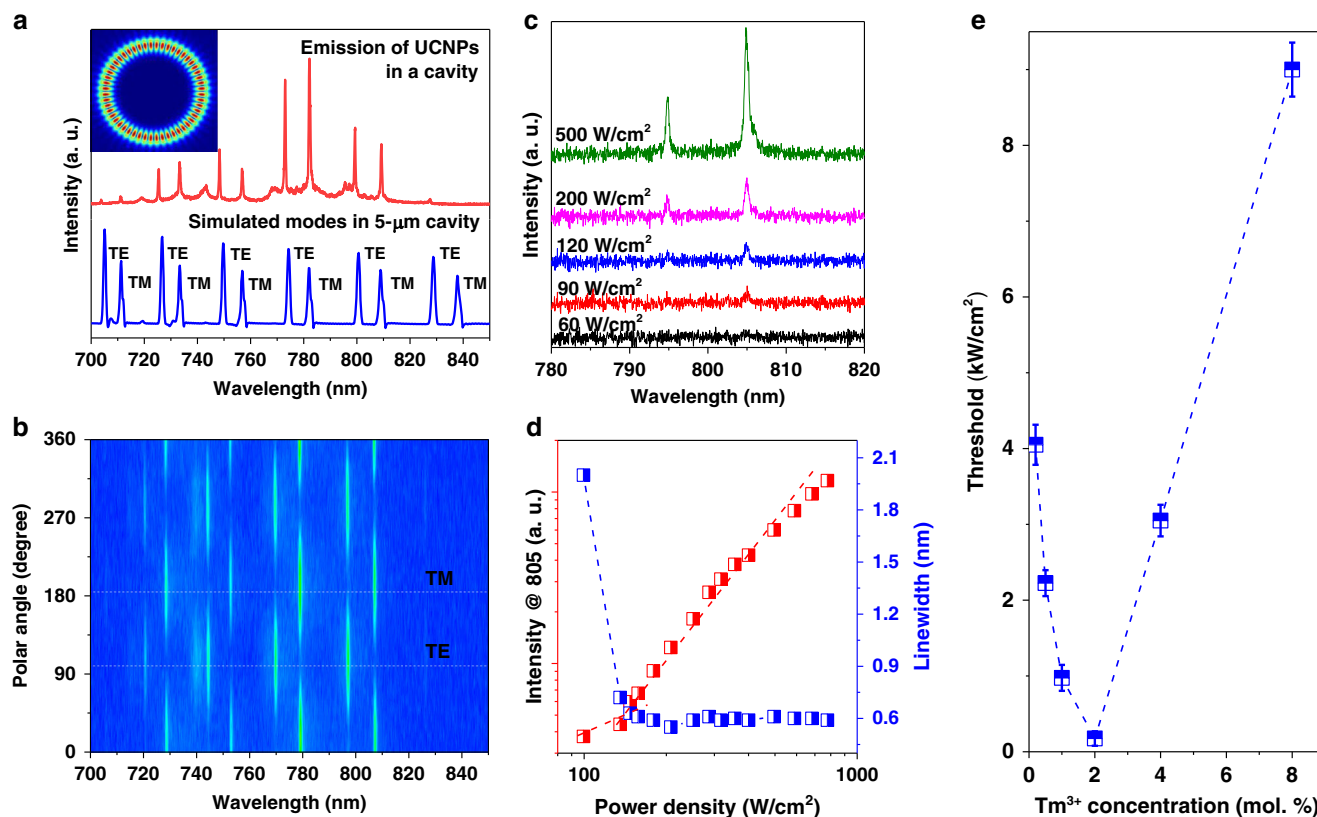 a
Emission of UCNPs
in a cavity
Simulated modes in 5-μm cavity
TE TE TE TE TE TE
TM TM TM TM TM TM
Intensity (a. u.)
700 720 740 760 780 800 820 840
Wavelength (nm)
b
360
270
180
90
0
TM
TE
Polar angle (degree)
700 720 740 760 780 800 820 840
Wavelength (nm)
c
500 W/cm²
200 W/cm²
120 W/cm²
90 W/cm²
60 W/cm²
Intensity (a. u.)
780 790 800 810 820
Wavelength (nm)
d
Intensity @ 805 (a. u.)
2.1
1.8
1.5
1.2
0.9
0.6
Linewidth (nm)
100 1000
Power density (W/cm²)
e
8
6
4
2
0
Threshold (kW/cm²)
0 2 4 6 8
Tm³⁺ concentration (mol. %)